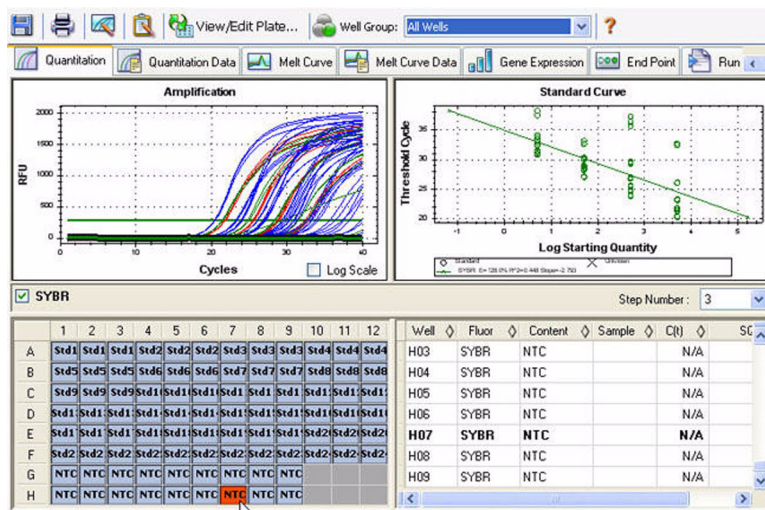 View/Edit Plate... Well Group: All Wells ?
Quantitation Quantitation Data Melt Curve Melt Curve Data Gene Expression End Point Run
Amplification
RFU
2000
1500
1000
500
0
0 10 20 30 40
Cycles
Log Scale
Standard Curve
Threshold Cycle
35
30
25
20
-1 0 1 2 3 4 5
Log Starting Quantity
Standard Unknown
SYBR
Step Number: 3
1 2 3 4 5 6 7 8 9 10 11 12
A Std1 Std1 Std1 Std2 Std2 Std2 Std3 Std3 Std3 Std4 Std4 Std4
B Std5 Std5 Std5 Std6 Std6 Std6 Std7 Std7 Std7 Std8 Std8 Std8
C Std9 Std9 Std9
D
E
F
G NTC NTC NTC NTC NTC NTC NTC NTC NTC
H NTC NTC NTC NTC NTC NTC NTC NTC NTC
Well Fluor Content Sample C(t) SQ
H03 SYBR NTC N/A
H04 SYBR NTC N/A
H05 SYBR NTC N/A
H06 SYBR NTC N/A
H07 SYBR NTC N/A
H08 SYBR NTC N/A
H09 SYBR NTC N/A